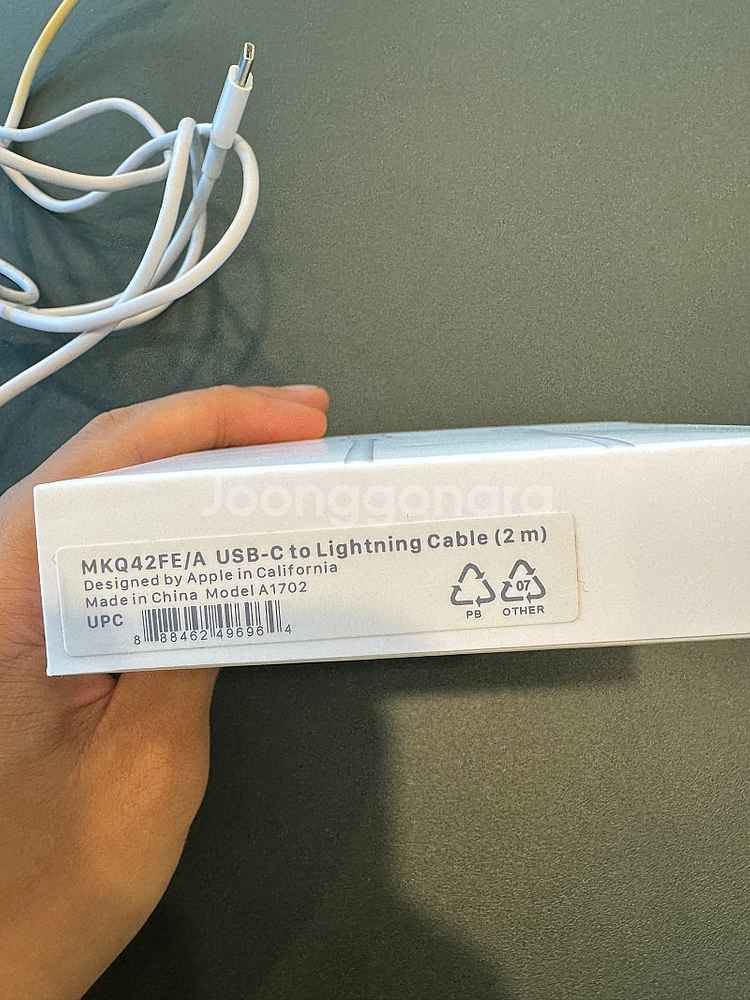 Joonggonara
MKQ42FE/A USB-C to Lightning Cable (2 m)
Designed by Apple in California
Made in China Model A1702
UPC
8 88462 49696 4
PB
07
OTHER